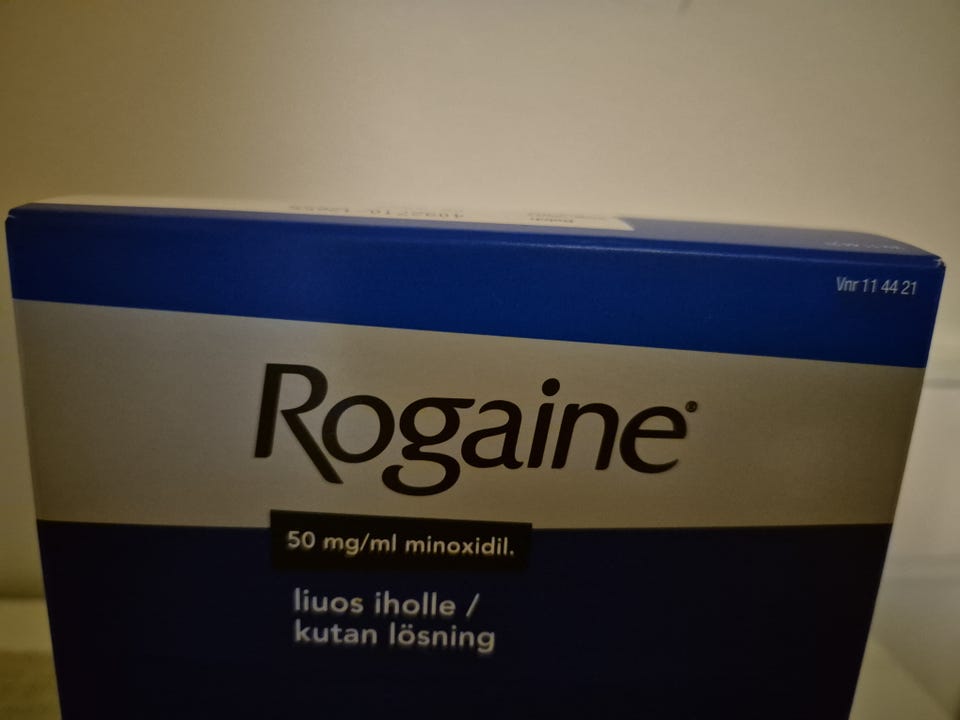 Vnr 11 44 21
Rogaine®
50 mg/ml minoxidil.
liuos iholle /
kutan lösning